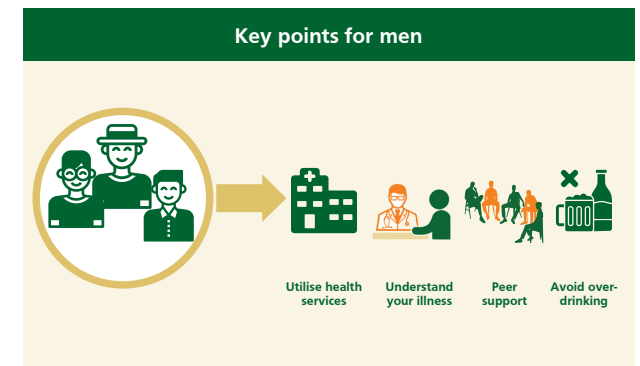 Key points for men
Utilise health
services
Understand
your illness
Peer
support
Avoid over-
drinking